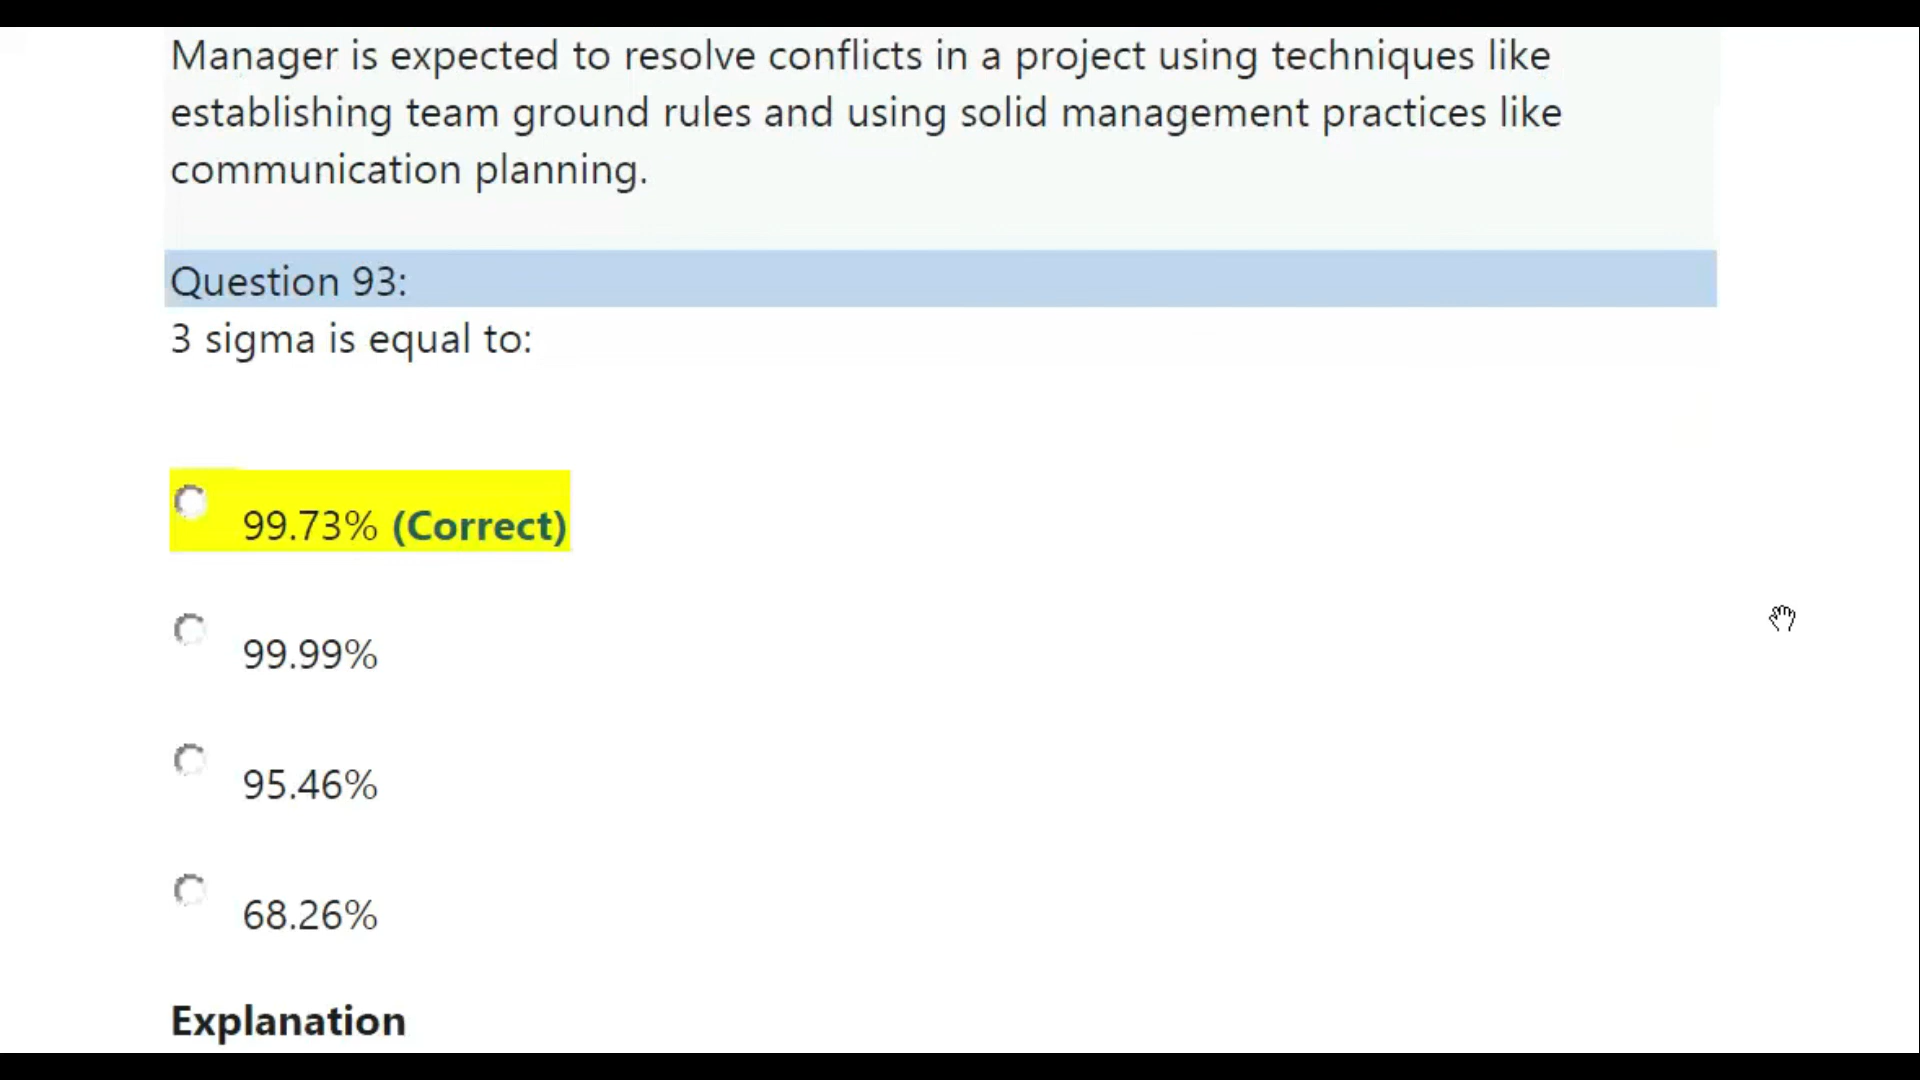 Manager is expected to resolve conflicts in a project using techniques like
establishing team ground rules and using solid management practices like
communication planning.
Question 93:
3 sigma is equal to:
99.73% (Correct)
99.99%
95.46%
68.26%
Explanation